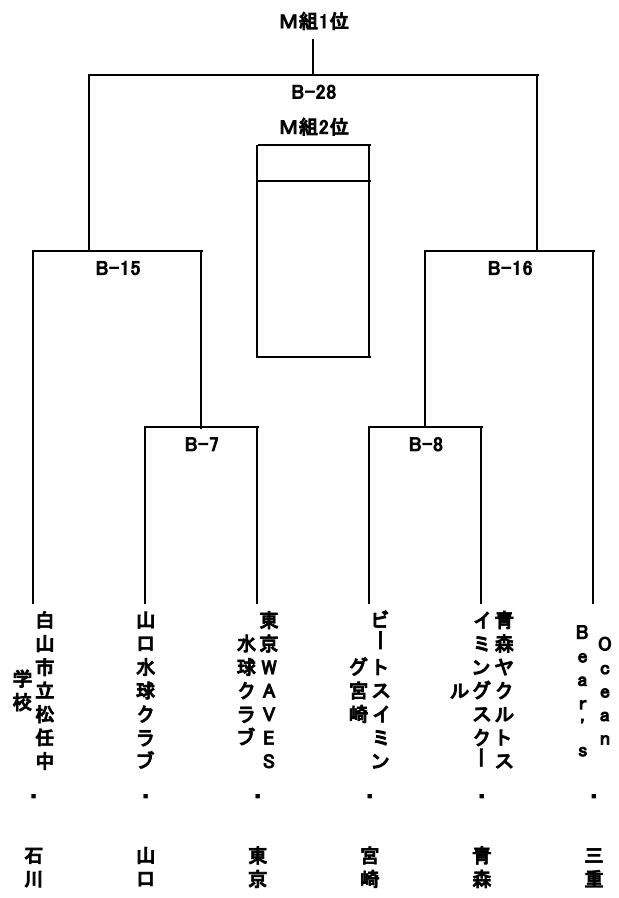 M組1位
B-28
M組2位
B-15
B-16
B-7
B-8
白山市立松任中
学校
・
石川
山口水球クラブ
・
山口
東京WAVES
水球クラブ
・
東京
ビートスイミン
グ宮崎
・
宮崎
青森ヤクルトス
イミングスクー
ル
・
青森
Ocean
Bear's
・
三重